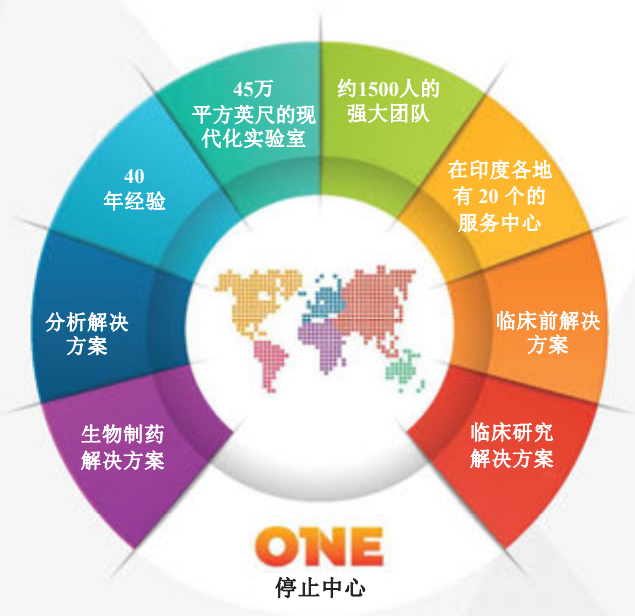 45万
平方英尺的现
代化实验室
约1500人的
强大团队
40
年经验
在印度各地
有 20 个的
服务中心
分析解决
方案
临床前解决
方案
生物制药
解决方案
临床研究
解决方案
ONE
停止中心